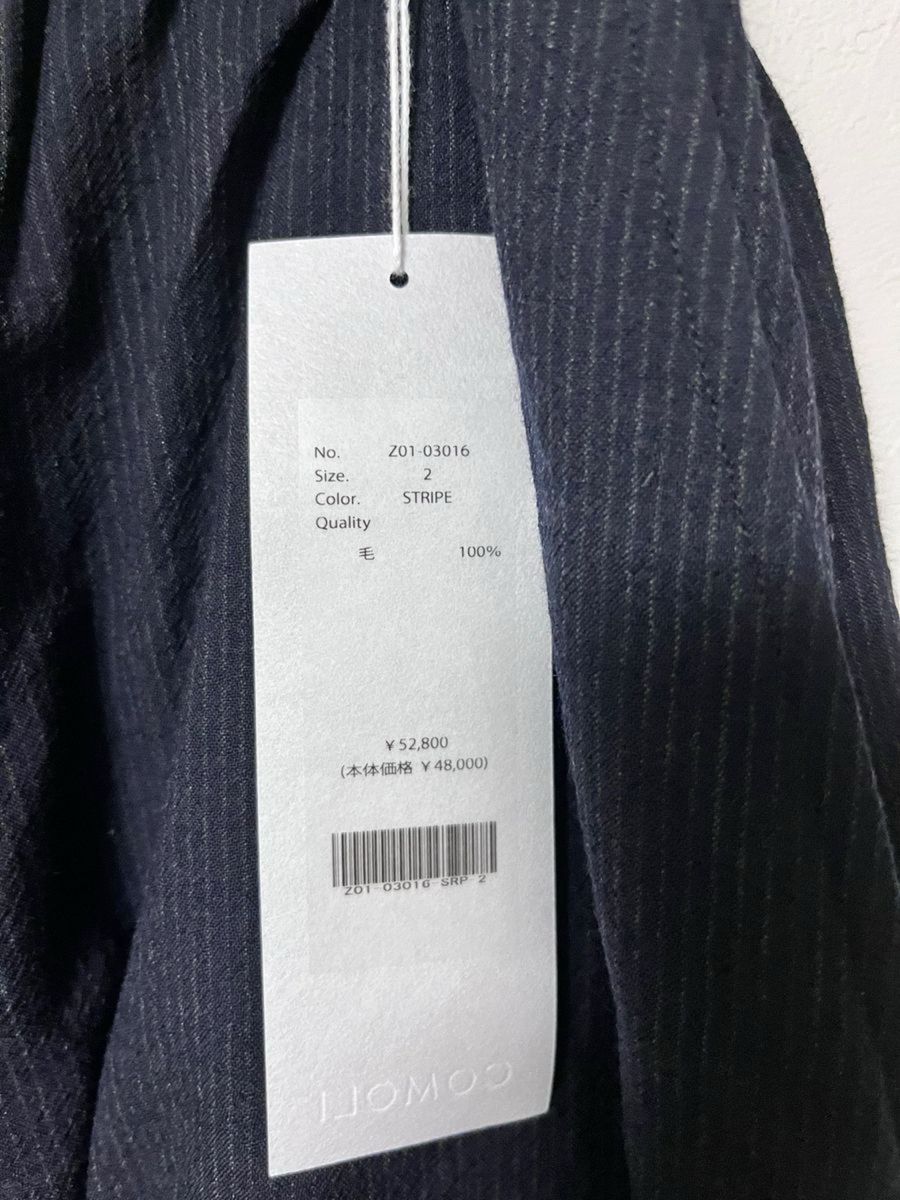 No. Z01-03016
Size. 2
Color. STRIPE
Quality
毛 100%
¥52,800
(本体価格 ¥48,000)
Z01-03016-SRP-2
COMOLI